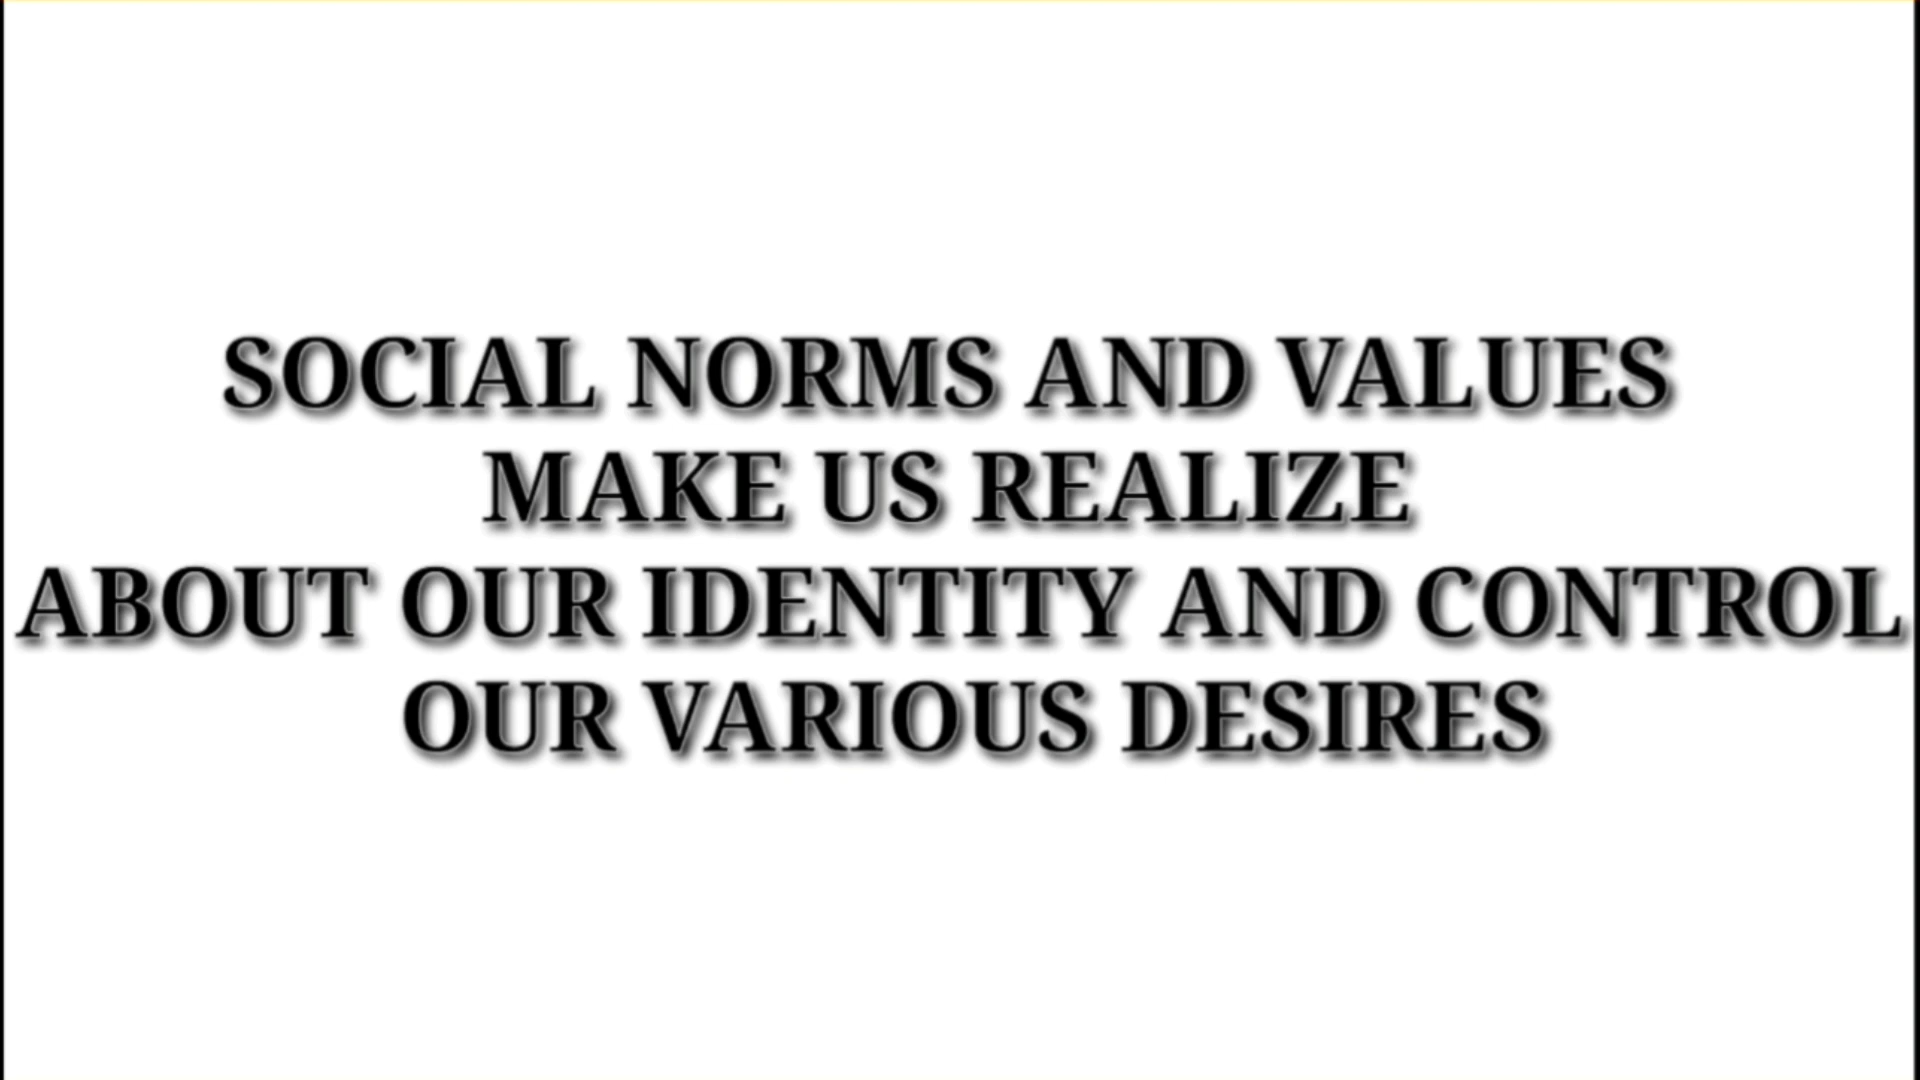 SOCIAL NORMS AND VALUES
MAKE US REALIZE
ABOUT OUR IDENTITY AND CONTROL
OUR VARIOUS DESIRES